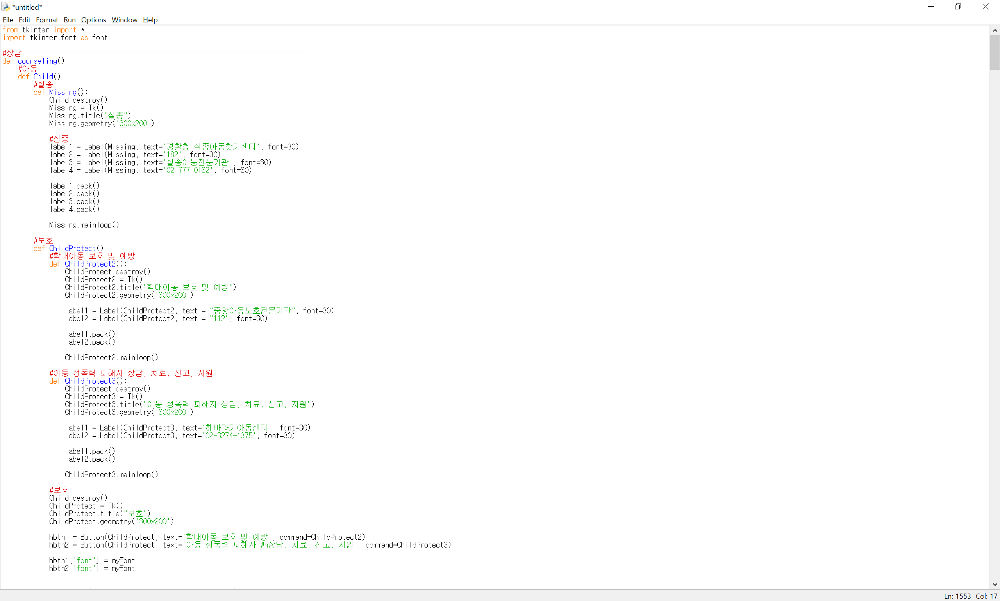 *untitled*
File Edit Format Run Options Window Help
from tkinter import *
import tkinter.font as font
#상담-------------------------------------------------------------------------
def counseling():
    #아동
    def Child():
        #실종
        def Missing():
            Child.destroy()
            Missing = Tk()
            Missing.title("실종")
            Missing.geometry('300x200')
            #실종
            label1 = Label(Missing, text='경찰청 실종아동찾기센터', font=30)
            label2 = Label(Missing, text='182', font=30)
            label3 = Label(Missing, text='실종아동전문기관', font=30)
            label4 = Label(Missing, text='02-777-0182', font=30)
            label1.pack()
            label2.pack()
            label3.pack()
            label4.pack()
            Missing.mainloop()
        #보호
        def ChildProtect():
            #학대아동 보호 및 예방
            def ChildProtect2():
                ChildProtect.destroy()
                ChildProtect2 = Tk()
                ChildProtect2.title("학대아동 보호 및 예방")
                ChildProtect2.geometry('300x200')
                label1 = Label(ChildProtect2, text = "중앙아동보호전문기관", font=30)
                label2 = Label(ChildProtect2, text = "112", font=30)
                label1.pack()
                label2.pack()
                ChildProtect2.mainloop()
            #아동 성폭력 피해자 상담, 치료, 신고, 지원
            def ChildProtect3():
                ChildProtect.destroy()
                ChildProtect3 = Tk()
                ChildProtect3.title("아동 성폭력 피해자 상담, 치료, 신고, 지원")
                ChildProtect3.geometry('300x200')
                label1 = Label(ChildProtect3, text='해바라기아동센터', font=30)
                label2 = Label(ChildProtect3, text='02-3274-1375', font=30)
                label1.pack()
                label2.pack()
                ChildProtect3.mainloop()
            #보호
            Child.destroy()
            ChildProtect = Tk()
            ChildProtect.title("보호")
            ChildProtect.geometry('300x200')
            hbtn1 = Button(ChildProtect, text='학대아동 보호 및 예방', command=ChildProtect2)
            hbtn2 = Button(ChildProtect, text='아동 성폭력 피해자 ₩n상담, 치료, 신고, 지원', command=ChildProtect3)
            hbtn1['font'] = myFont
            hbtn2['font'] = myFont
Ln: 1553 Col: 17